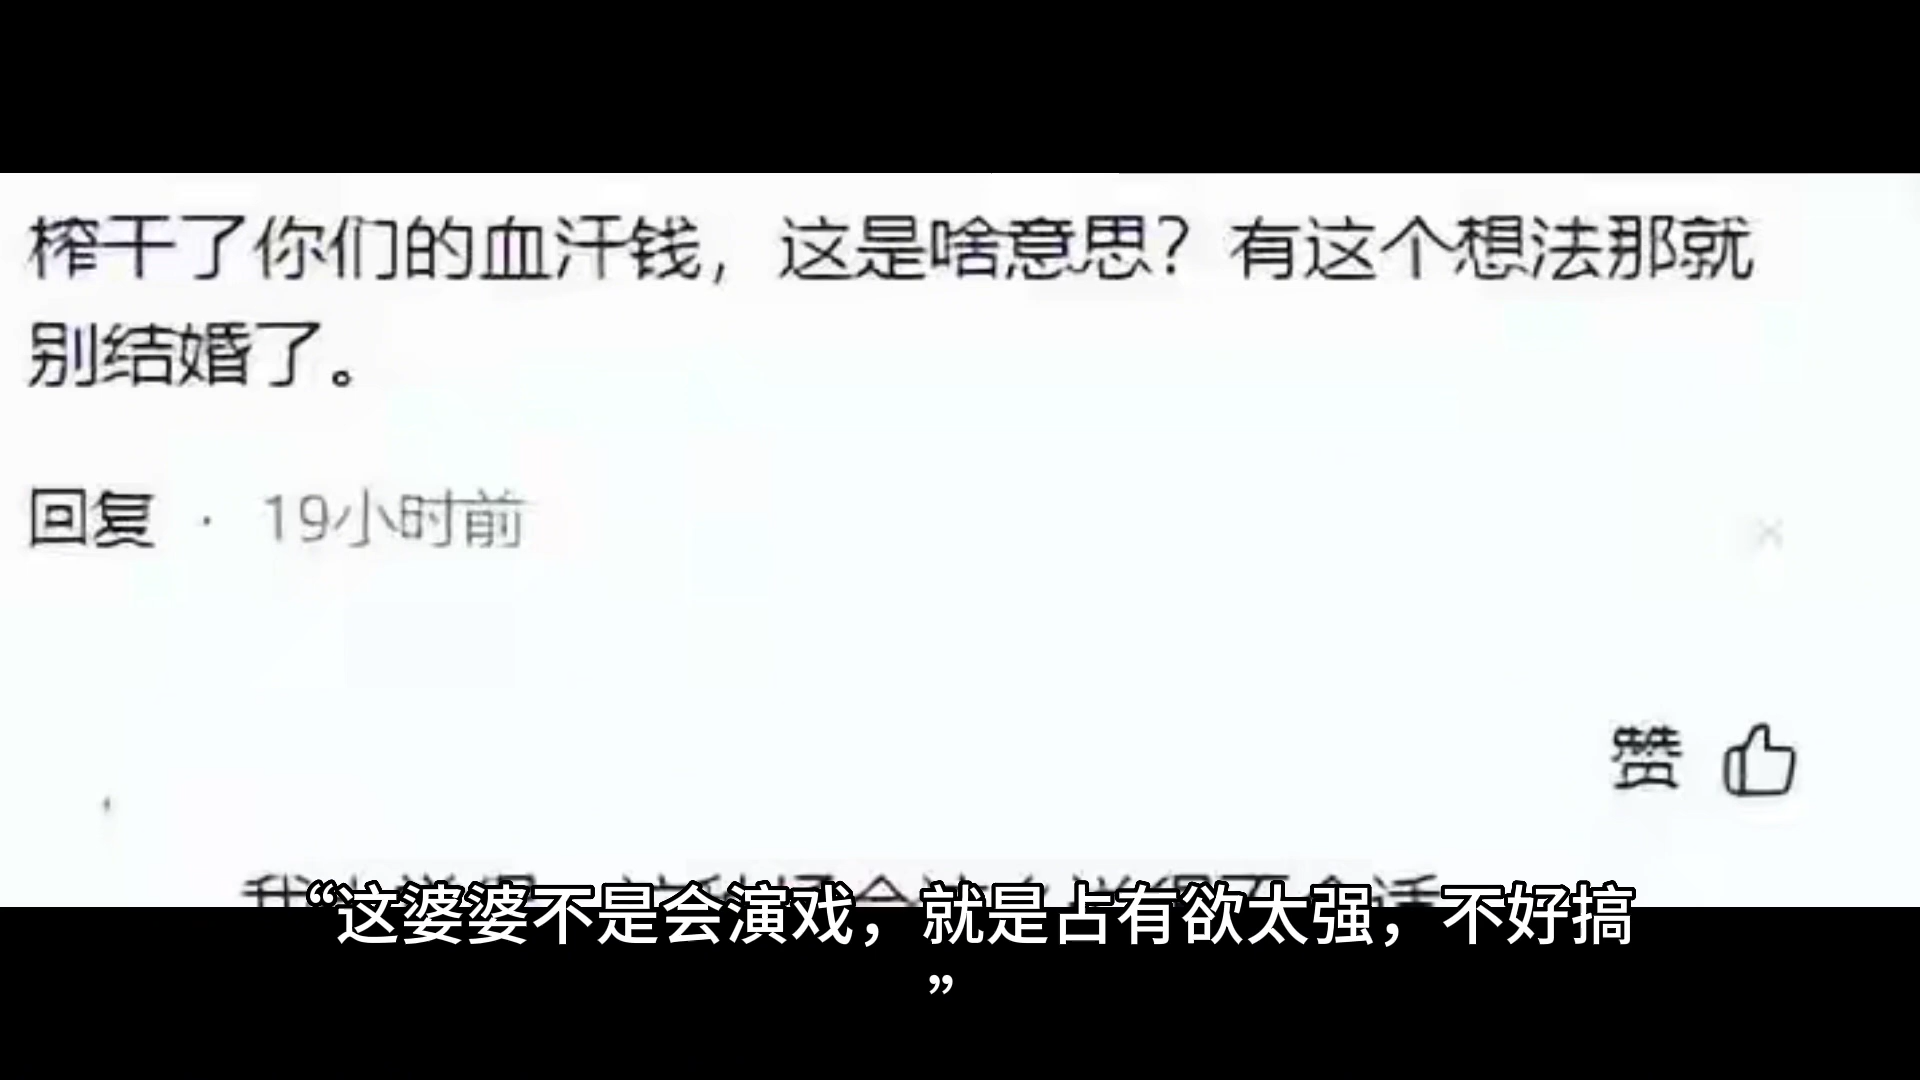 榨干了你们的血汗钱，这是啥意思？有这个想法那就
别结婚了。
回复 · 19小时前
赞
“这婆婆不是会演戏，就是占有欲太强，不好搞
”